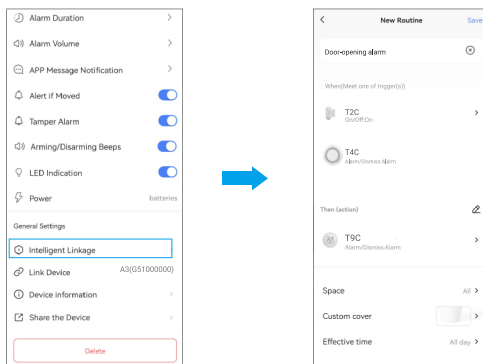 Alarm Duration
Alarm Volume
APP Message Notification
Alert if Moved
Tamper Alarm
Arming/Disarming Beeps
LED Indication
Power batteries
General Settings
Intelligent Linkage
Link Device A3(G51000000)
Device information
Share the Device
Delete
New Routine Save
Door-opening alarm
When(Meet one of trigger(s))
T2C
On/Off:On
T4C
Alarm/Dismiss Alarm
Then (action)
T9C
Alarm/Dismiss Alarm
Space All
Custom cover
Effective time All day